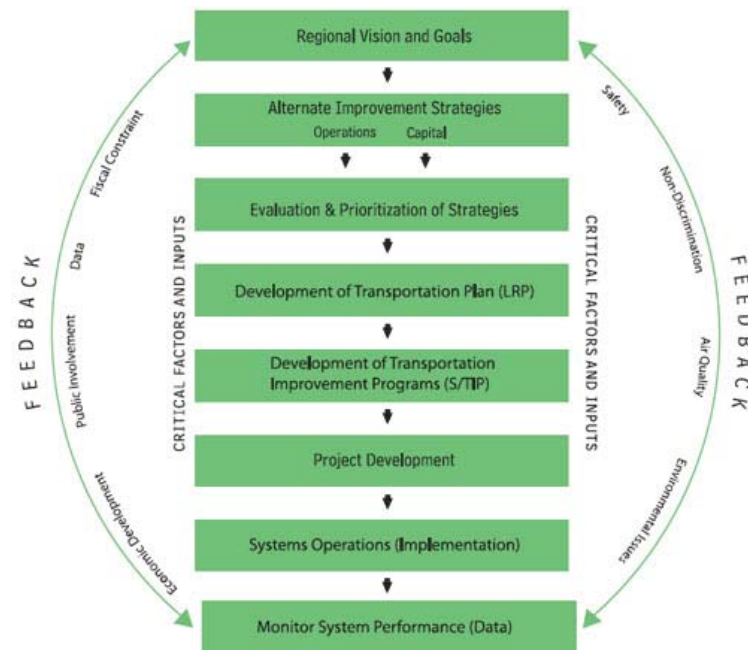 Regional Vision and Goals
Alternate Improvement Strategies
Operations Capital
Evaluation & Prioritization of Strategies
Development of Transportation Plan (LRP)
Development of Transportation
Improvement Programs (S/TIP)
Project Development
Systems Operations (Implementation)
Monitor System Performance (Data)
FEEDBACK
Fiscal Constraint
Data
Public Involvement
Economic Development
CRITICAL FACTORS AND INPUTS
CRITICAL FACTORS AND INPUTS
Safety
Non-Discrimination
Air Quality
Environmental Issues
FEEDBACK